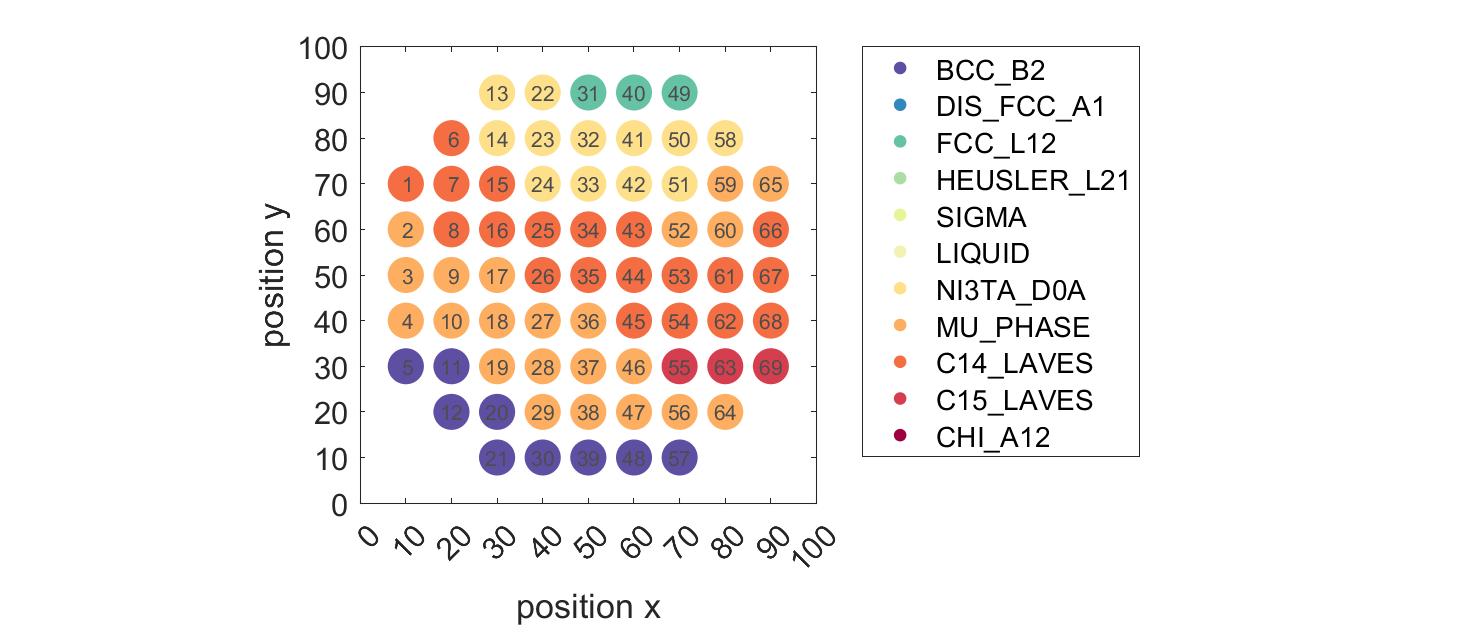 100
90
80
70
60
50
40
30
20
10
0
position y
13 22 31 40 49
6 14 23 32 41 50 58
1 7 15 24 33 42 51 59 65
2 8 16 25 34 43 52 60 66
3 9 17 26 35 44 53 61 67
4 10 18 27 36 45 54 62 68
5 11 19 28 37 46 55 63 69
12 20 29 38 47 56 64
21 30 39 48 57
0 10 20 30 40 50 60 70 80 90 100
position x
BCC_B2
DIS_FCC_A1
FCC_L12
HEUSLER_L21
SIGMA
LIQUID
NI3TA_D0A
MU_PHASE
C14_LAVES
C15_LAVES
CHI_A12